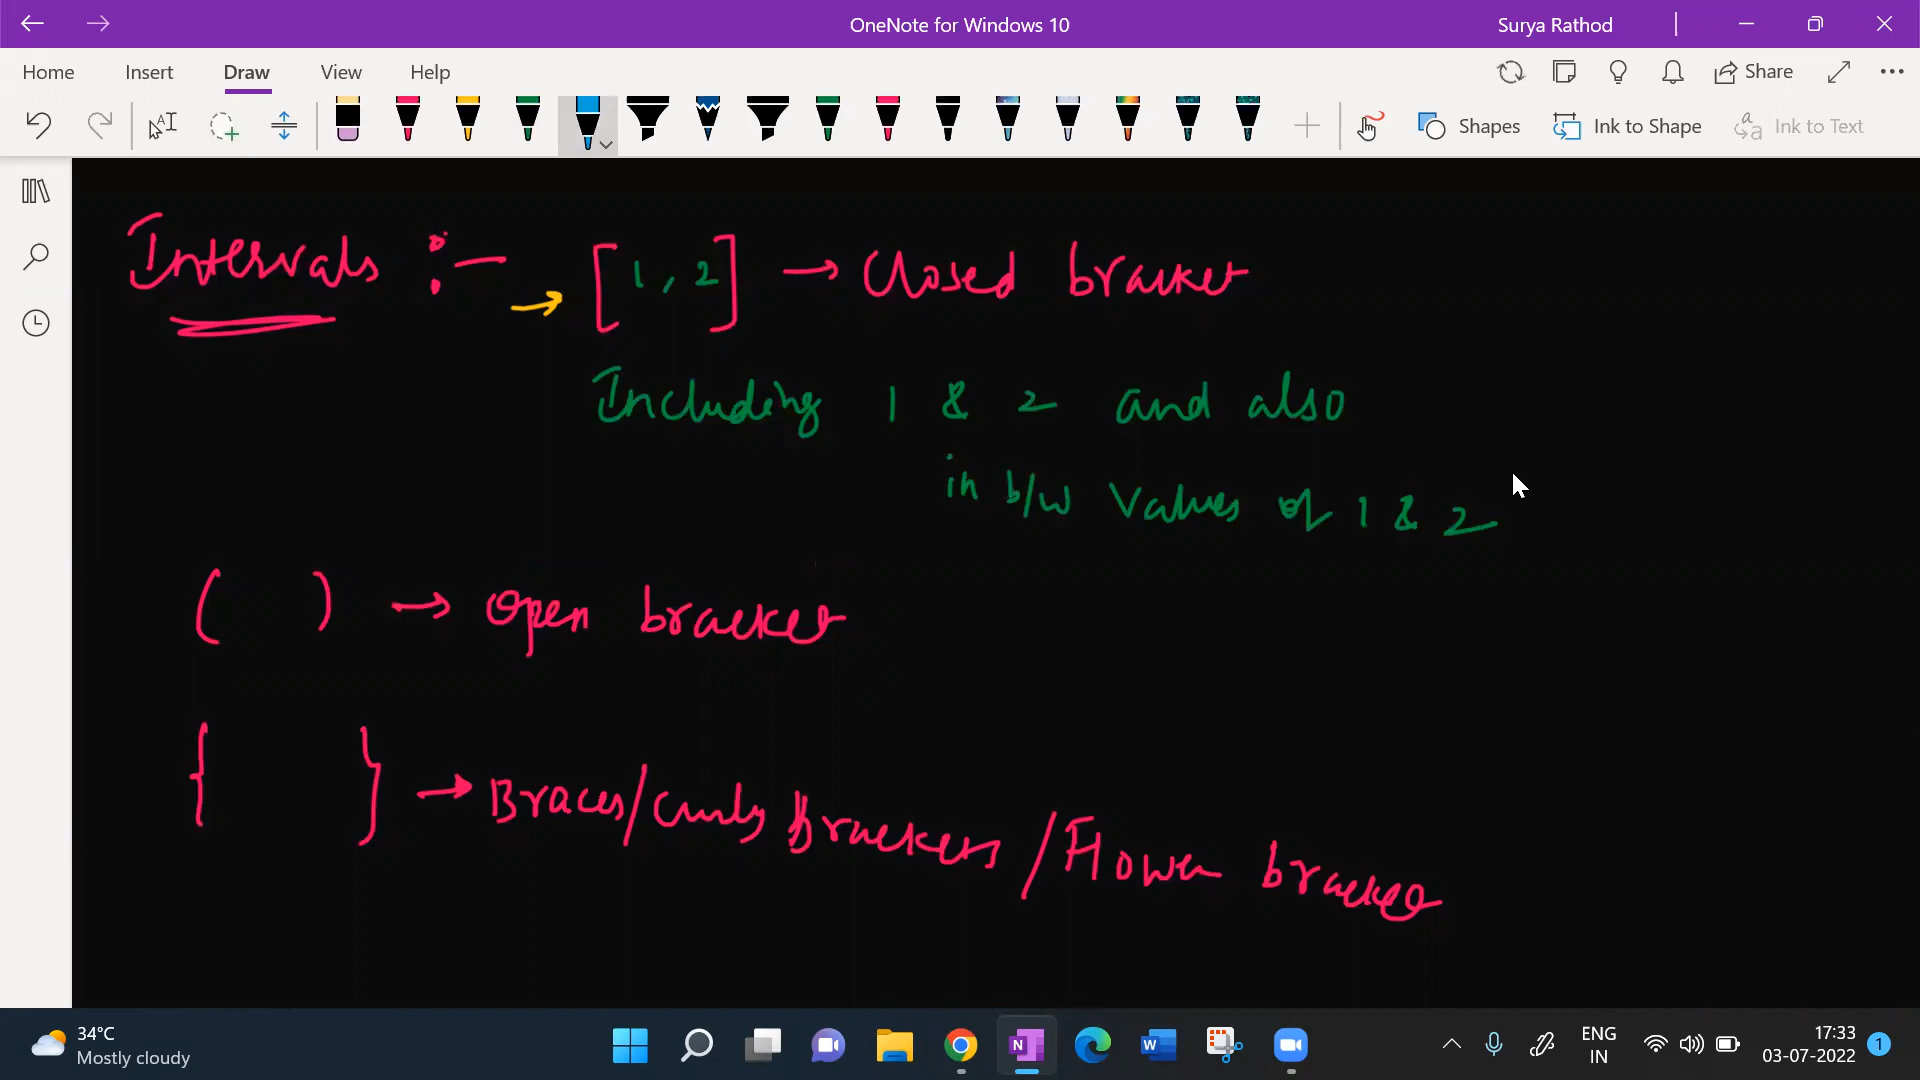 OneNote for Windows 10
Surya Rathod
Home Insert Draw View Help
Share
Shapes Ink to Shape Ink to Text
Intervals :- → [1, 2] → Closed bracket
Including 1 & 2 and also
in b/w Values of 1 & 2
( ) → Open bracket
{ } → Braces/Curly Brackets/Flower bracket
34°C
Mostly cloudy
ENG
IN
17:33
03-07-2022
1